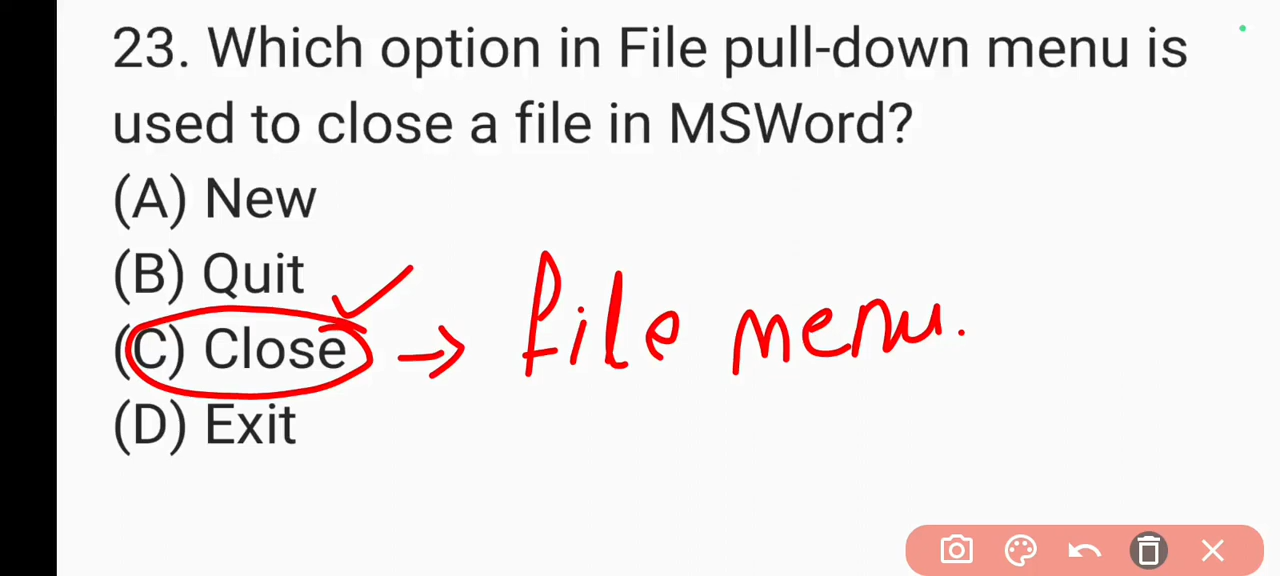 23. Which option in File pull-down menu is
used to close a file in MSWord?
(A) New
(B) Quit
(C) Close → file menu.
(D) Exit